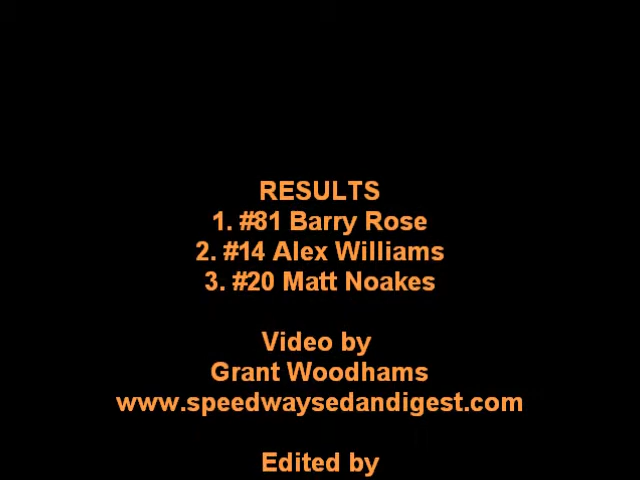 RESULTS
1. #81 Barry Rose
2. #14 Alex Williams
3. #20 Matt Noakes
Video by
Grant Woodhams
www.speedwaysedandigest.com
Edited by